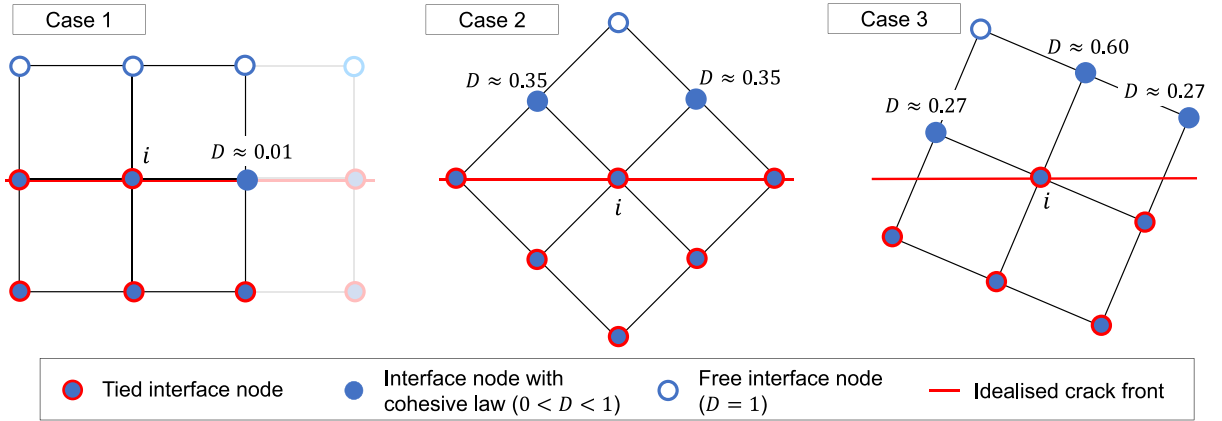 Case 1
Case 2
Case 3
D ≈ 0.60
D ≈ 0.35
D ≈ 0.35
D ≈ 0.27
D ≈ 0.27
i
D ≈ 0.01
i
i
Tied interface node
Interface node with
cohesive law (0 < D < 1)
Free interface node
(D = 1)
Idealised crack front